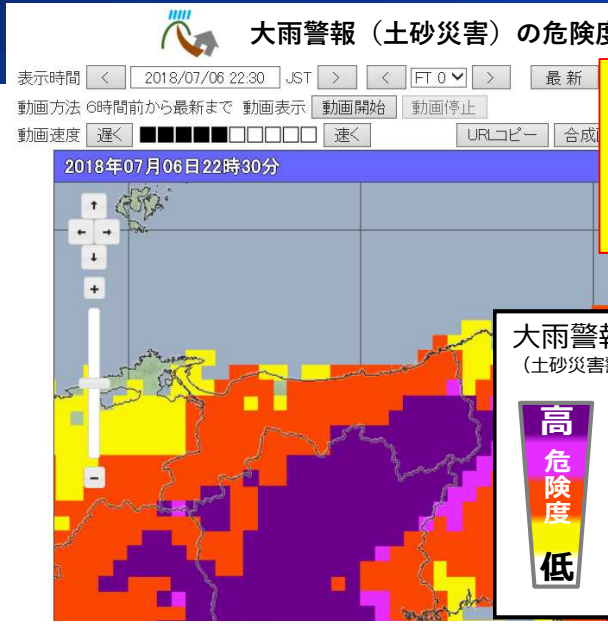 大雨警報（土砂災害）の危険度
表示時間 < 2018/07/06 22:30 JST > < FT 0 > 最新
動画方法 6時間前から最新まで 動画表示 動画開始 動画停止
動画速度 遅く 速く URLコピー 合成
2018年07月06日22時30分
大雨警報
（土砂災害
高
危険度
低